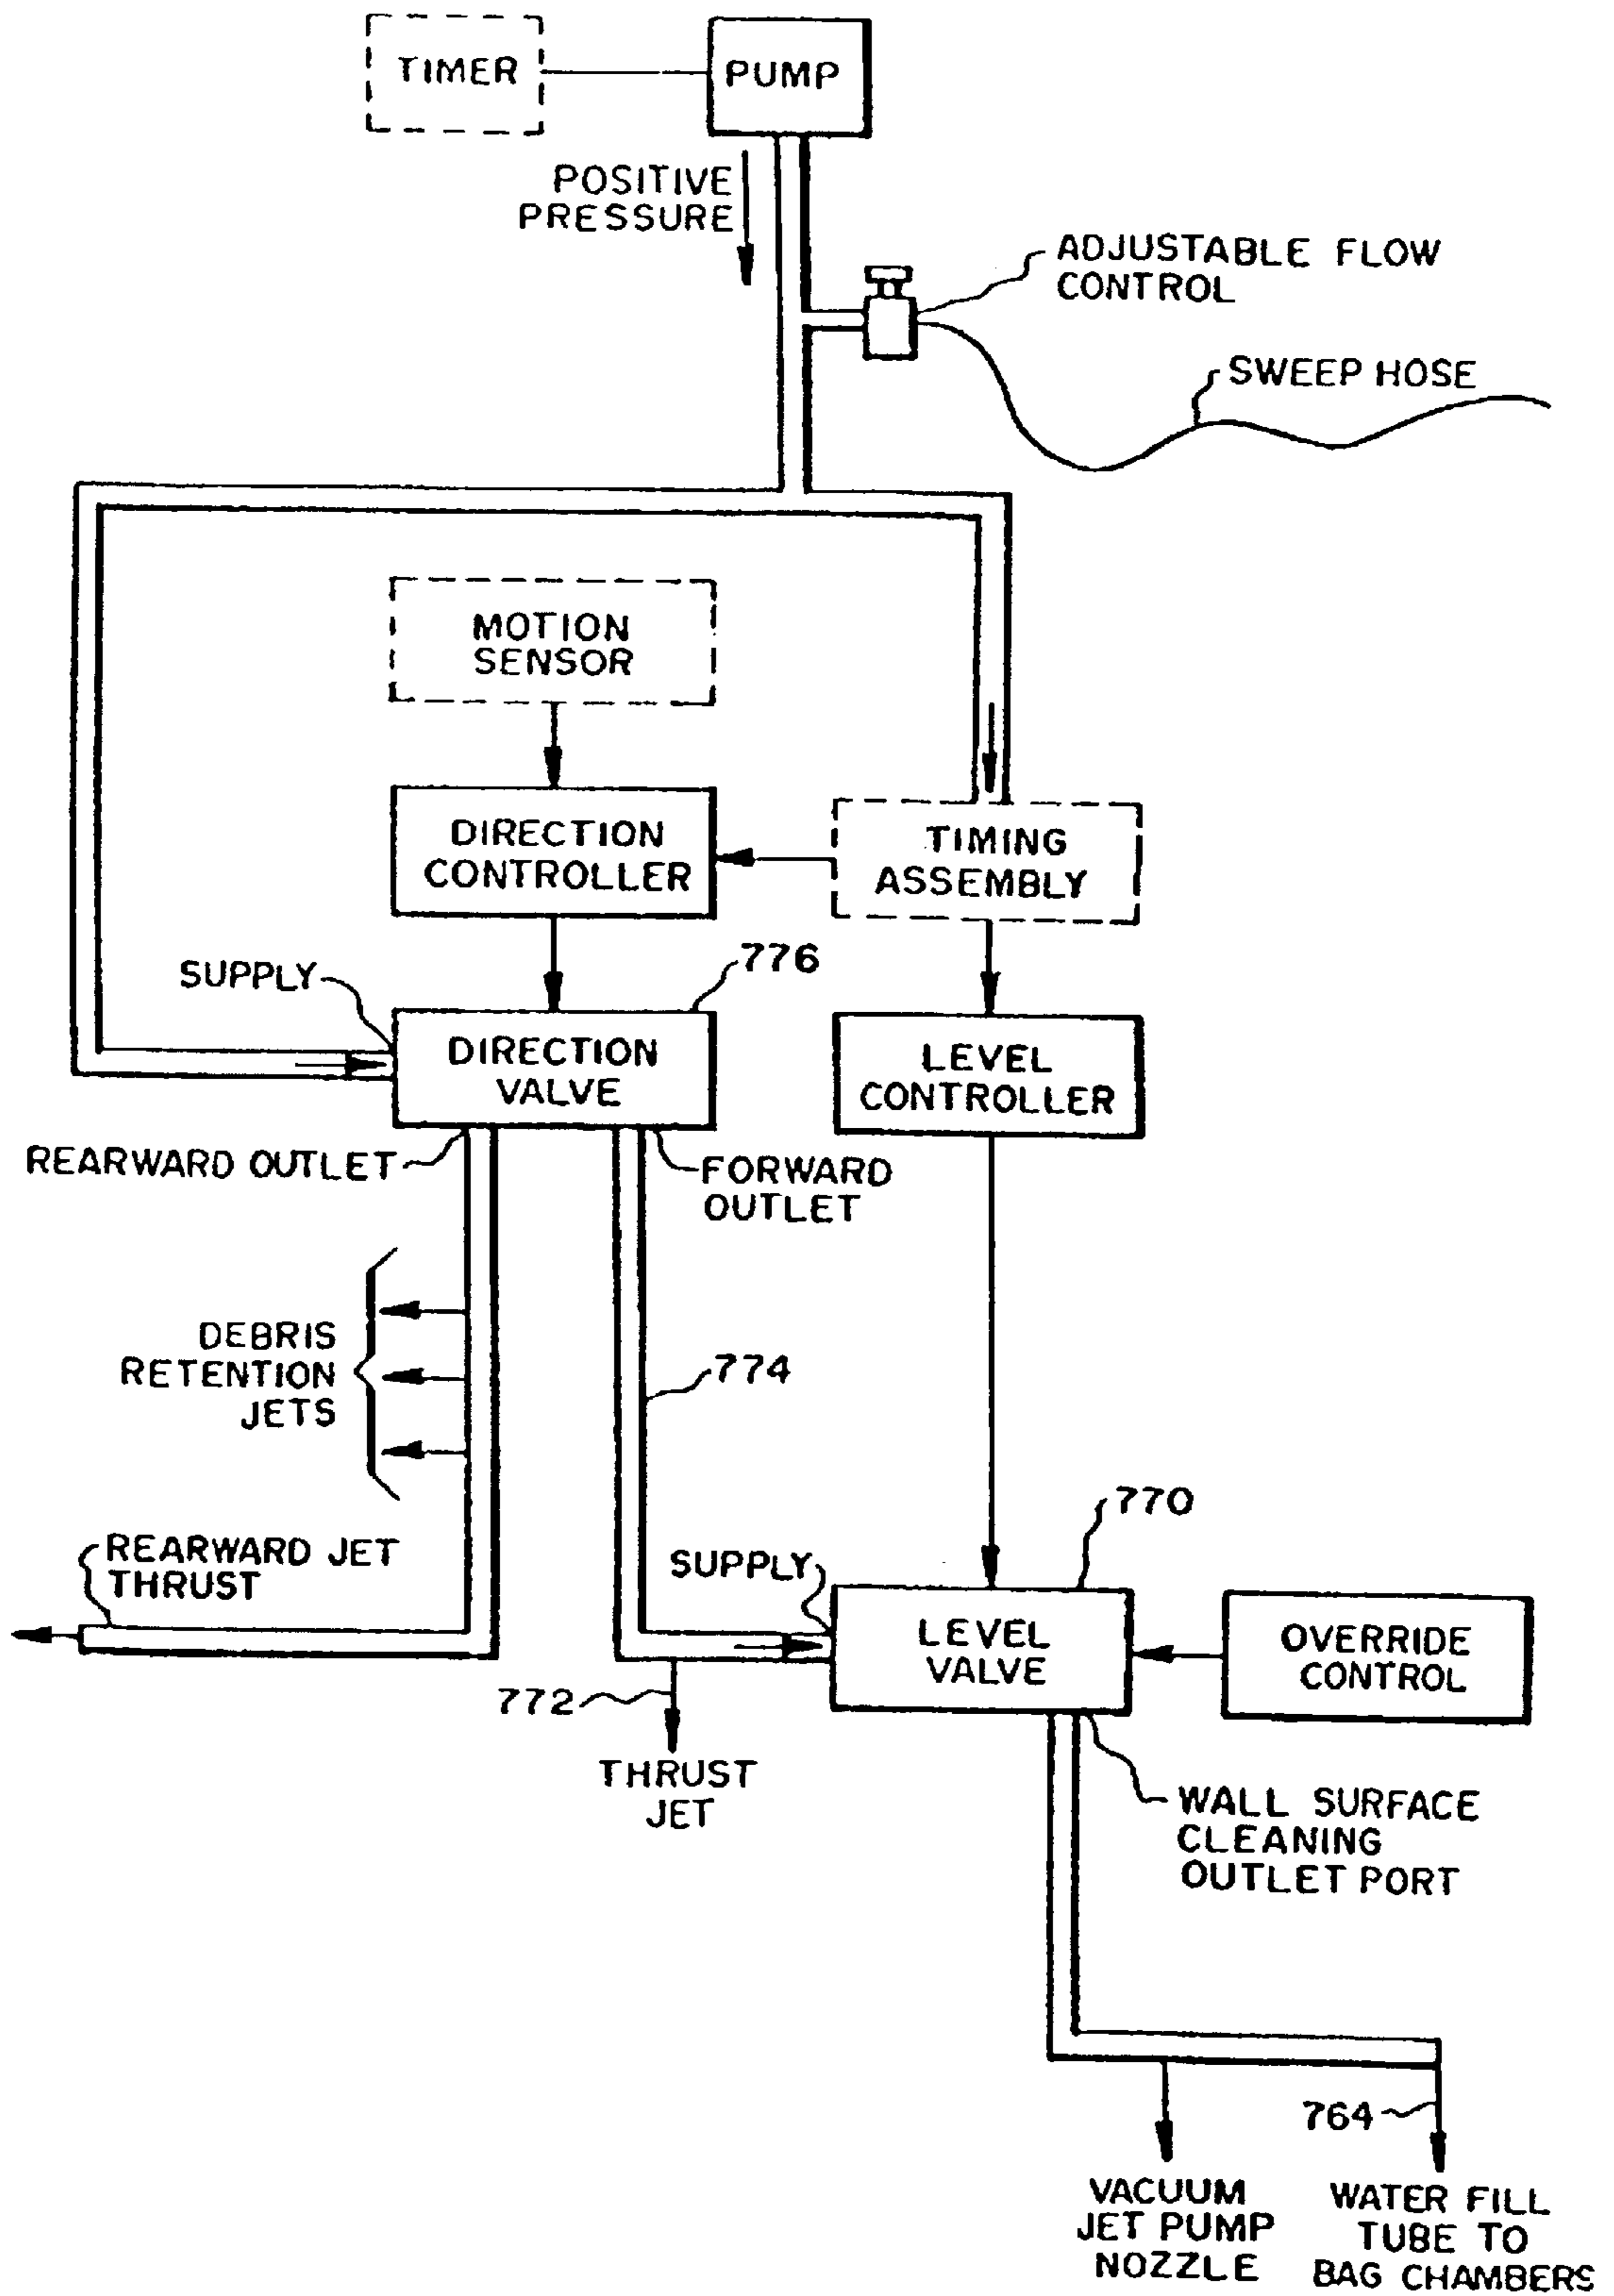 TIMER
PUMP
POSITIVE
PRESSURE
ADJUSTABLE FLOW
CONTROL
SWEEP HOSE
MOTION
SENSOR
DIRECTION
CONTROLLER
TIMING
ASSEMBLY
SUPPLY
776
DIRECTION
VALVE
LEVEL
CONTROLLER
REARWARD OUTLET
FORWARD
OUTLET
DEBRIS
RETENTION
JETS
774
770
REARWARD JET
THRUST
SUPPLY
LEVEL
VALVE
OVERRIDE
CONTROL
772
THRUST
JET
WALL SURFACE
CLEANING
OUTLET PORT
764
VACUUM
JET PUMP
NOZZLE
WATER FILL
TUBE TO
BAG CHAMBERS